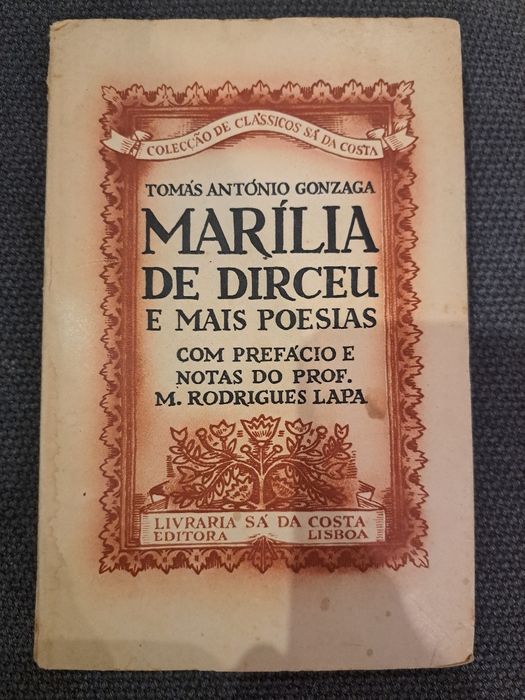 COLECÇÃO DE CLÁSSICOS SÁ DA COSTA
TOMÁS ANTÓNIO GONZAGA
MARÍLIA
DE DIRCEU
E MAIS POESIAS
COM PREFÁCIO E
NOTAS DO PROF.
M. RODRIGUES LAPA
LIVRARIA SÁ DA COSTA
EDITORA LISBOA